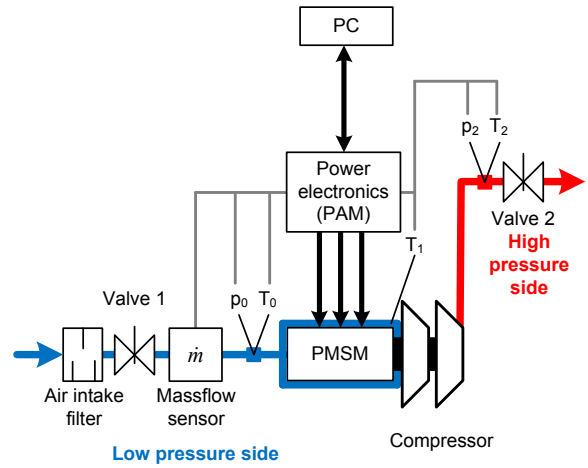 PC
Power
electronics
(PAM)
p₂ T₂
Valve 2
High
pressure
side
T₁
Valve 1
p₀ T₀
ṁ
PMSM
Air intake
filter
Massflow
sensor
Compressor
Low pressure side